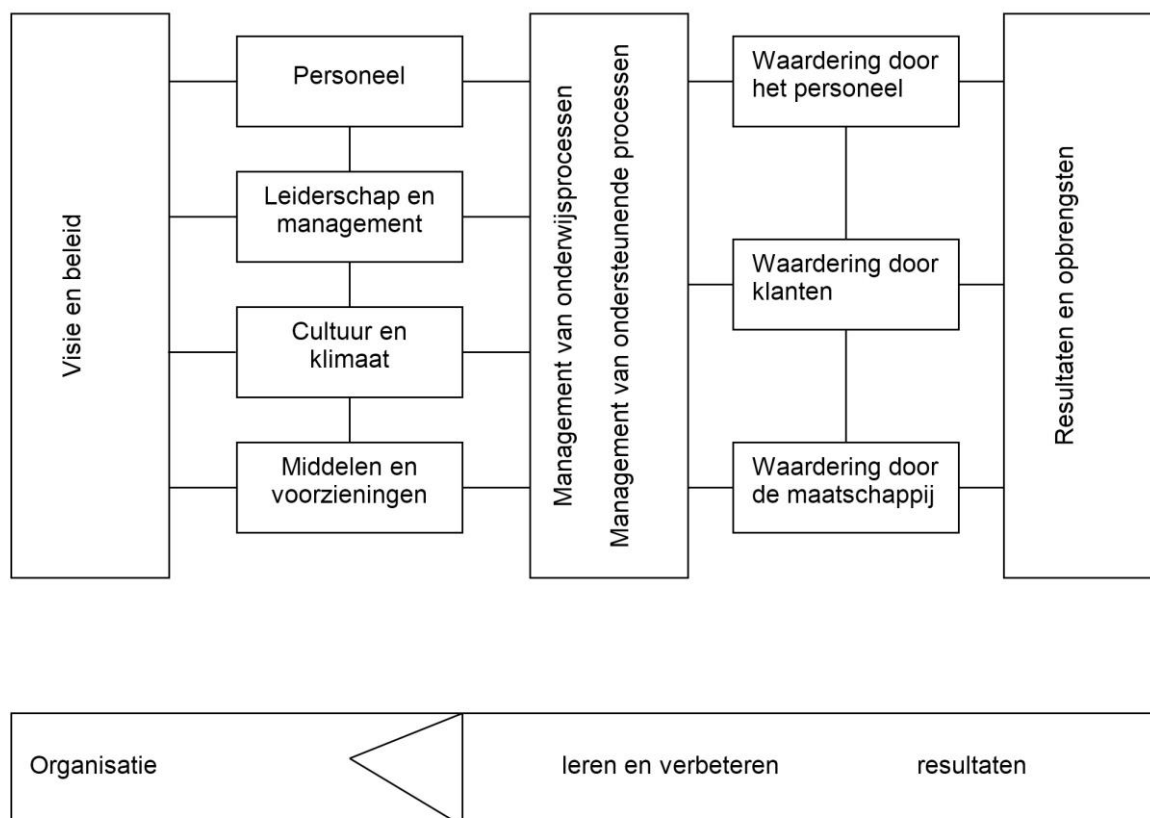 Visie en beleid
Personeel
Leiderschap en
management
Cultuur en
klimaat
Middelen en
voorzieningen
Management van onderwijsprocessen
Management van ondersteunende processen
Waardering door
het personeel
Waardering door
klanten
Waardering door
de maatschappij
Resultaten en opbrengsten
Organisatie
leren en verbeteren
resultaten